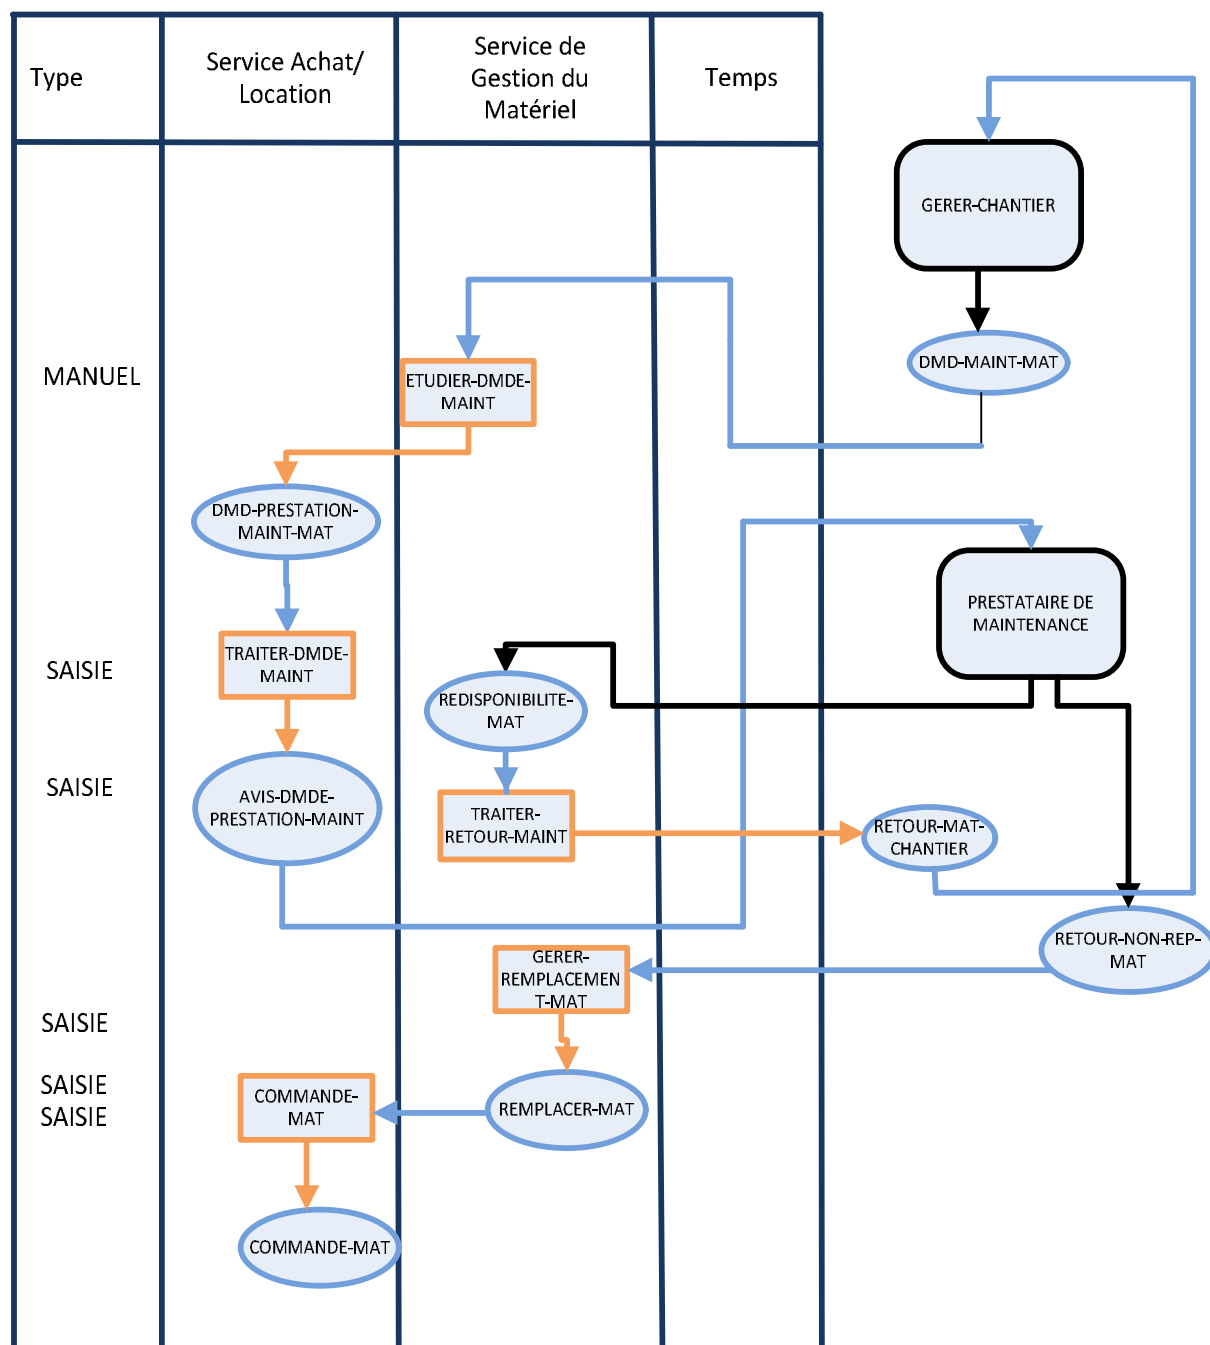 Type
Service Achat/
Location
Service de
Gestion du
Matériel
Temps
GERER-CHANTIER
MANUEL
ETUDIER-DMDE-
MAINT
DMD-MAINT-MAT
DMD-PRESTATION-
MAINT-MAT
PRESTATAIRE DE
MAINTENANCE
SAISIE
TRAITER-DMDE-
MAINT
REDISPONIBILITE-
MAT
SAISIE
AVIS-DMDE-
PRESTATION-MAINT
TRAITER-
RETOUR-MAINT
RETOUR-MAT-
CHANTIER
RETOUR-NON-REP-
MAT
GERER-
REMPLACEMEN
T-MAT
SAISIE
SAISIE
SAISIE
COMMANDE-
MAT
REMPLACER-MAT
COMMANDE-MAT